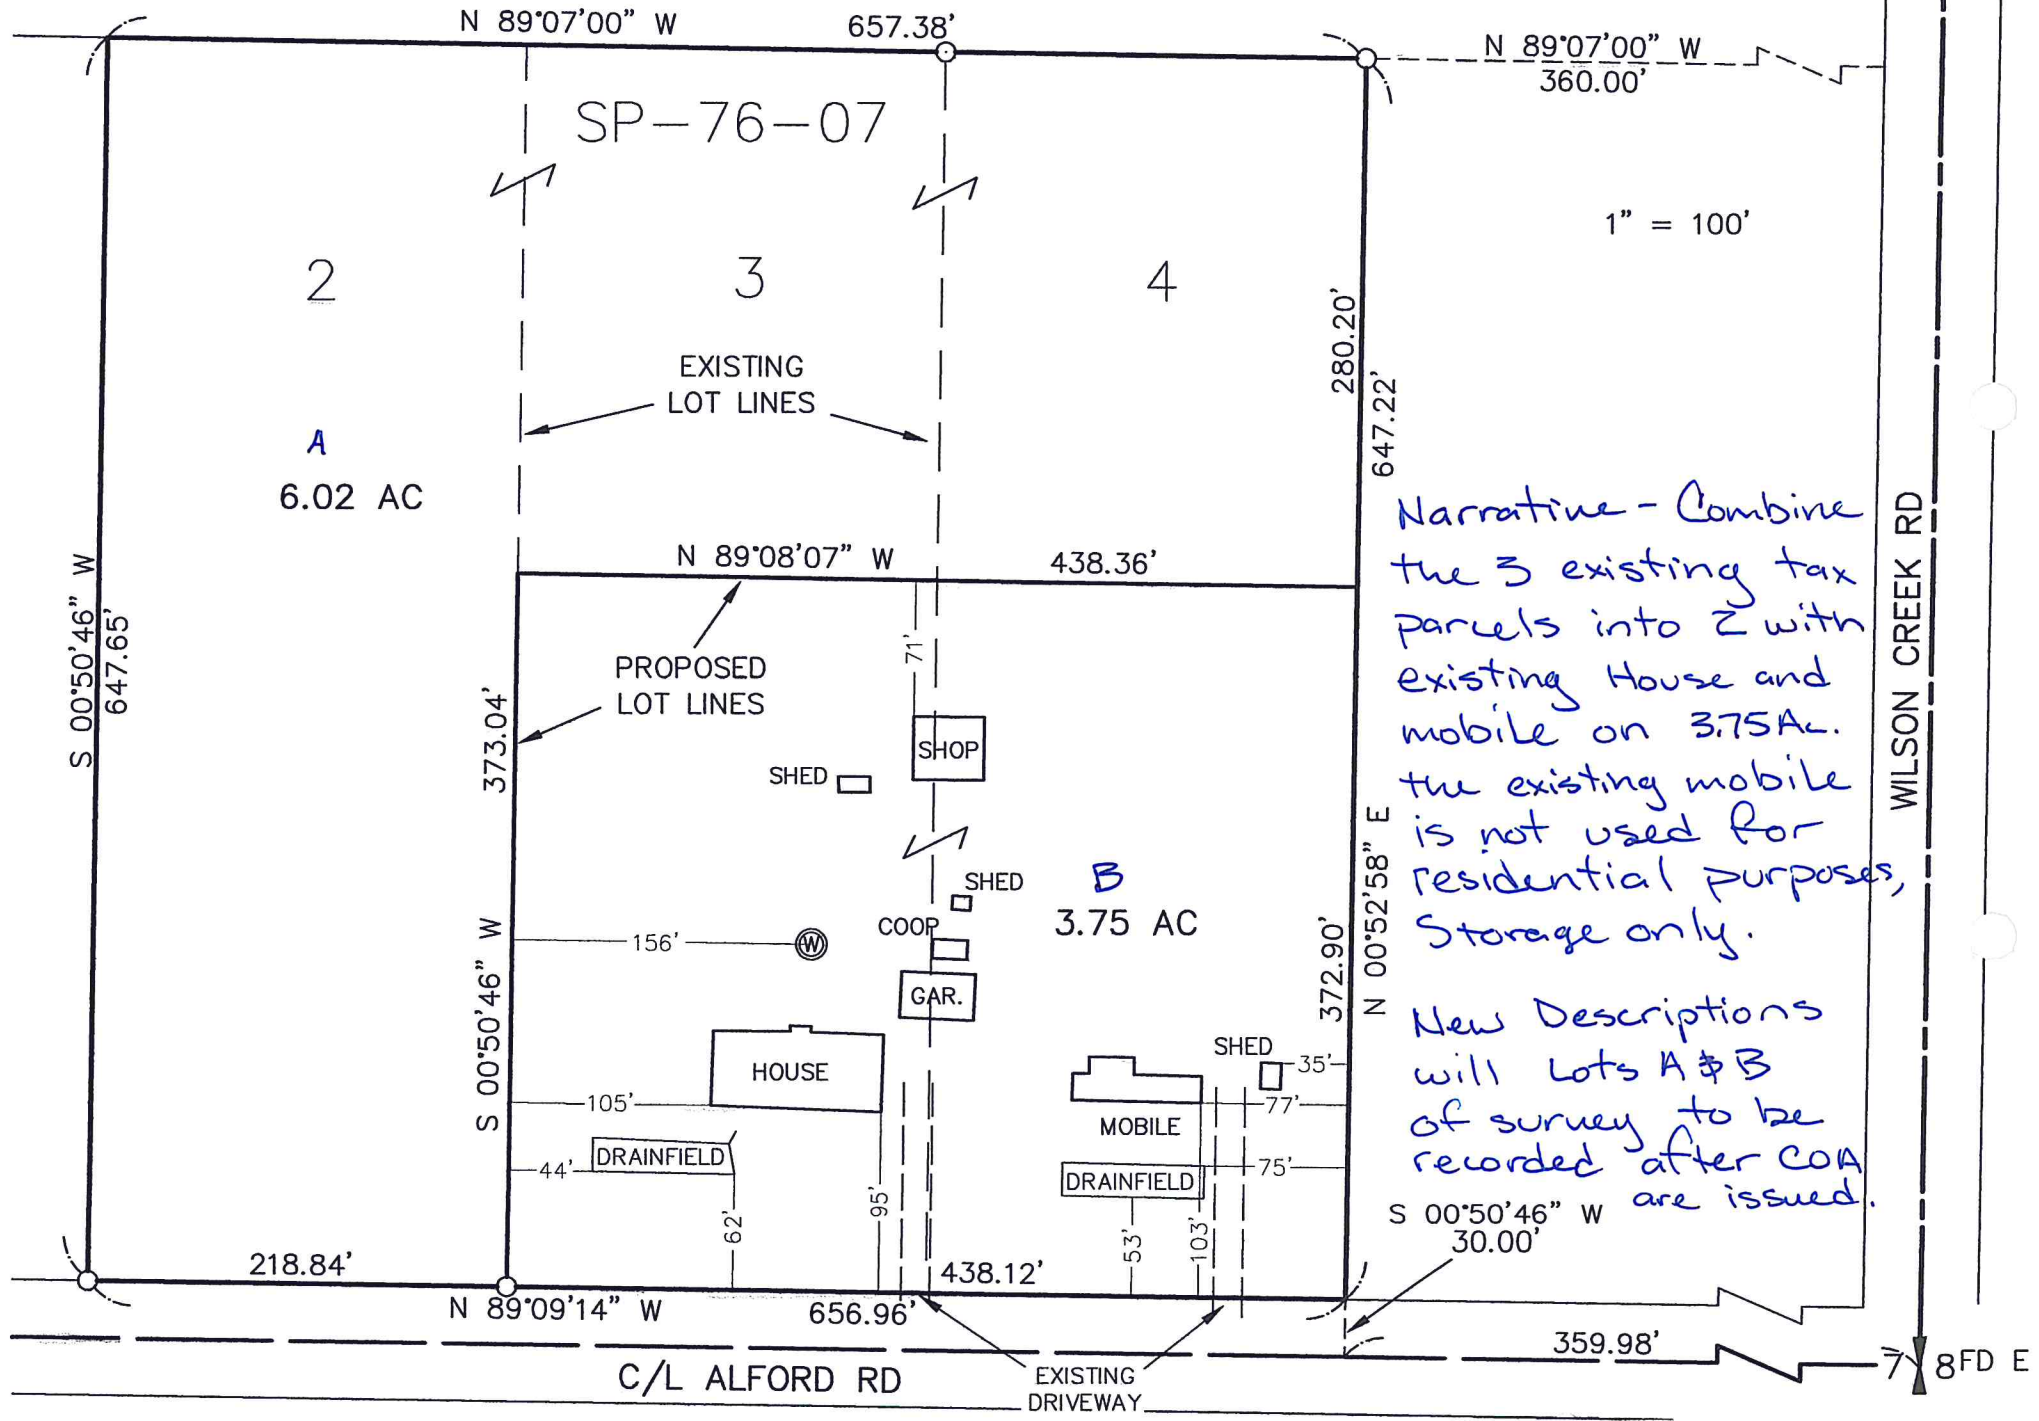 N 89°07'00" W 657.38'
N 89°07'00" W
360.00'
SP-76-07
1" = 100'
2
3
4
280.20'
647.22'
EXISTING
LOT LINES
A
6.02 AC
N 89°08'07" W 438.36'
S 00°50'46" W
647.65'
PROPOSED
LOT LINES
373.04'
S 00°50'46" W
71'
SHOP
SHED
SHED
COOP
156'
W
GAR.
B
3.75 AC
372.90'
N 00°52'58" E
HOUSE
105'
44'
DRAINFIELD
62'
95'
SHED
35'
77'
MOBILE
75'
DRAINFIELD
53'
103'
Narrative - Combine
the 3 existing tax
parcels into 2 with
existing House and
mobile on 3.75 Ac.
the existing mobile
is not used for
residential purposes,
Storage only.
New Descriptions
will Lots A & B
of survey to be
recorded after COA
are issued.
WILSON CREEK RD
S 00°50'46" W
30.00'
218.84'
438.12'
N 89°09'14" W 656.96'
359.98'
C/L ALFORD RD
EXISTING
DRIVEWAY
7
8 FD E